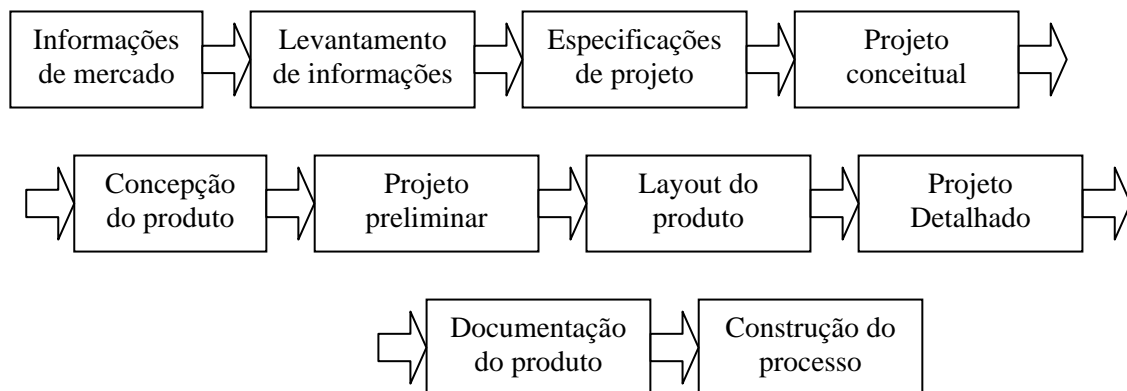 Informações
de mercado
Levantamento
de informações
Especificações
de projeto
Projeto
conceitual
Concepção
do produto
Projeto
preliminar
Layout do
produto
Projeto
Detalhado
Documentação
do produto
Construção do
processo